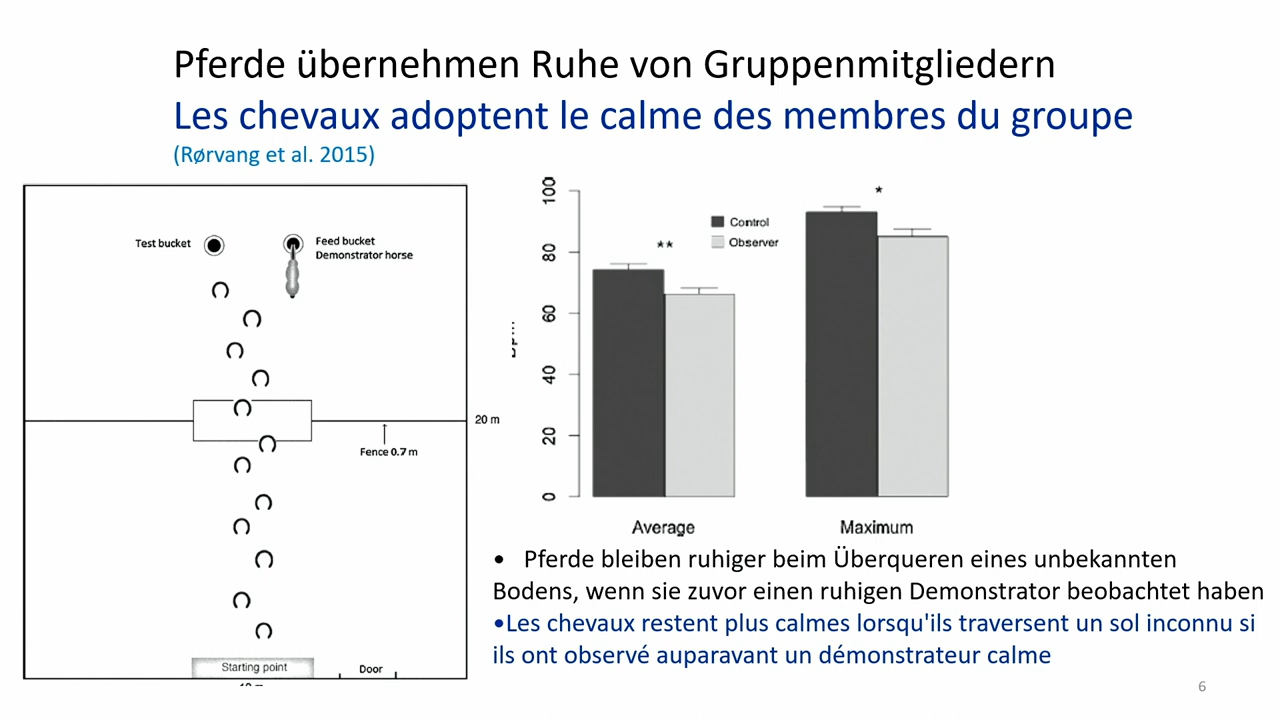 Pferde übernehmen Ruhe von Gruppenmitgliedern
Les chevaux adoptent le calme des membres du groupe
(Rørvang et al. 2015)
Test bucket
Feed bucket
Demonstrator horse
20 m
Fence 0.7 m
Starting point
Door
100
80
60
40
20
0
**
*
Control
Observer
Average
Maximum
• Pferde bleiben ruhiger beim Überqueren eines unbekannten
Bodens, wenn sie zuvor einen ruhigen Demonstrator beobachtet haben
•Les chevaux restent plus calmes lorsqu'ils traversent un sol inconnu si
ils ont observé auparavant un démonstrateur calme
6